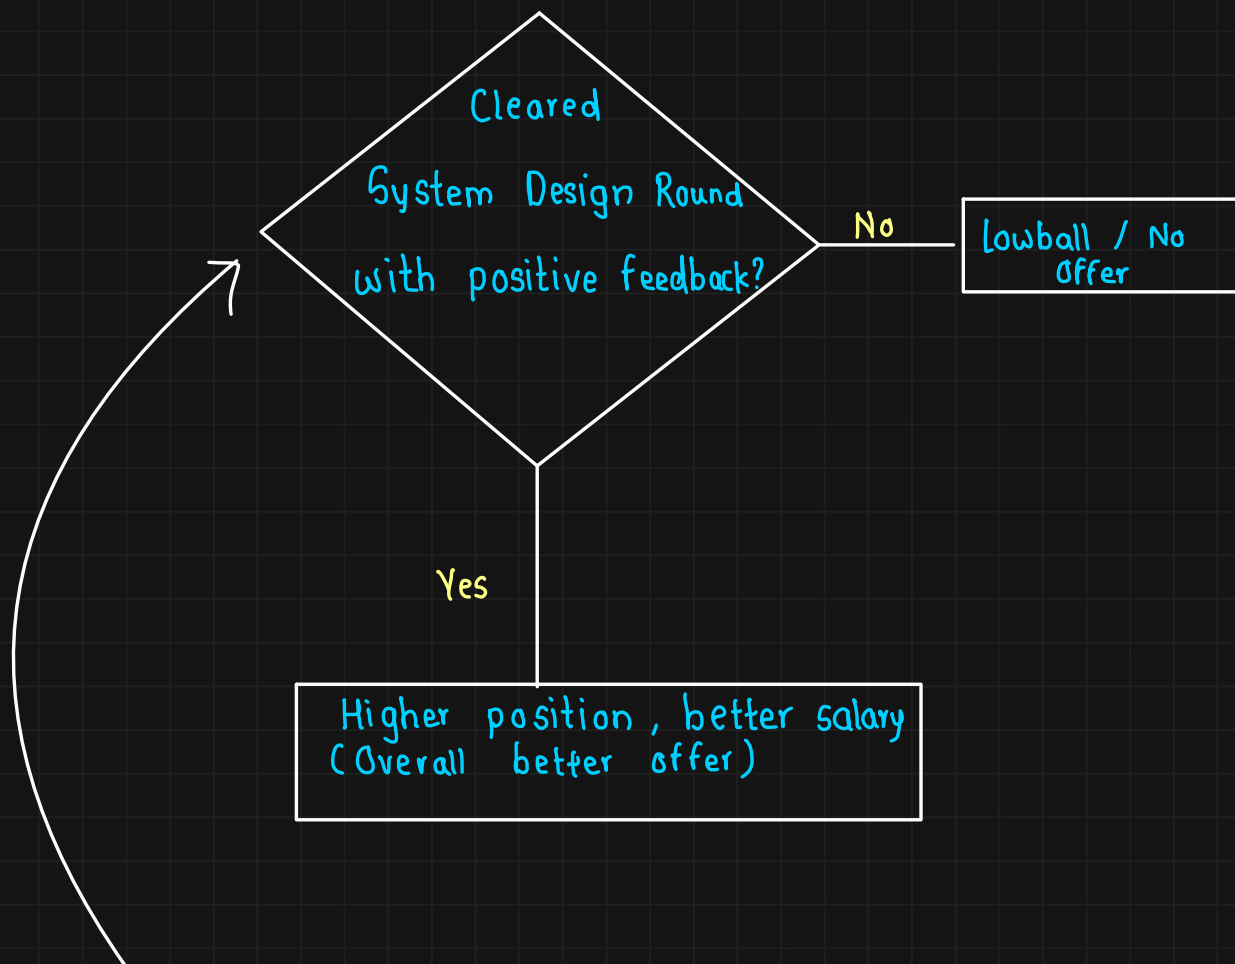 Cleared
System Design Round
with positive feedback?
No
Lowball / No
Offer
Yes
Higher position, better salary
(Overall better offer)